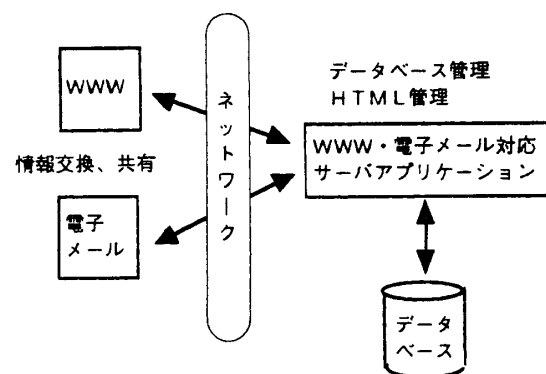 WWW
情報交換、共有
電子
メール
ネットワーク
データベース管理
HTML管理
WWW・電子メール対応
サーバアプリケーション
データ
ベース